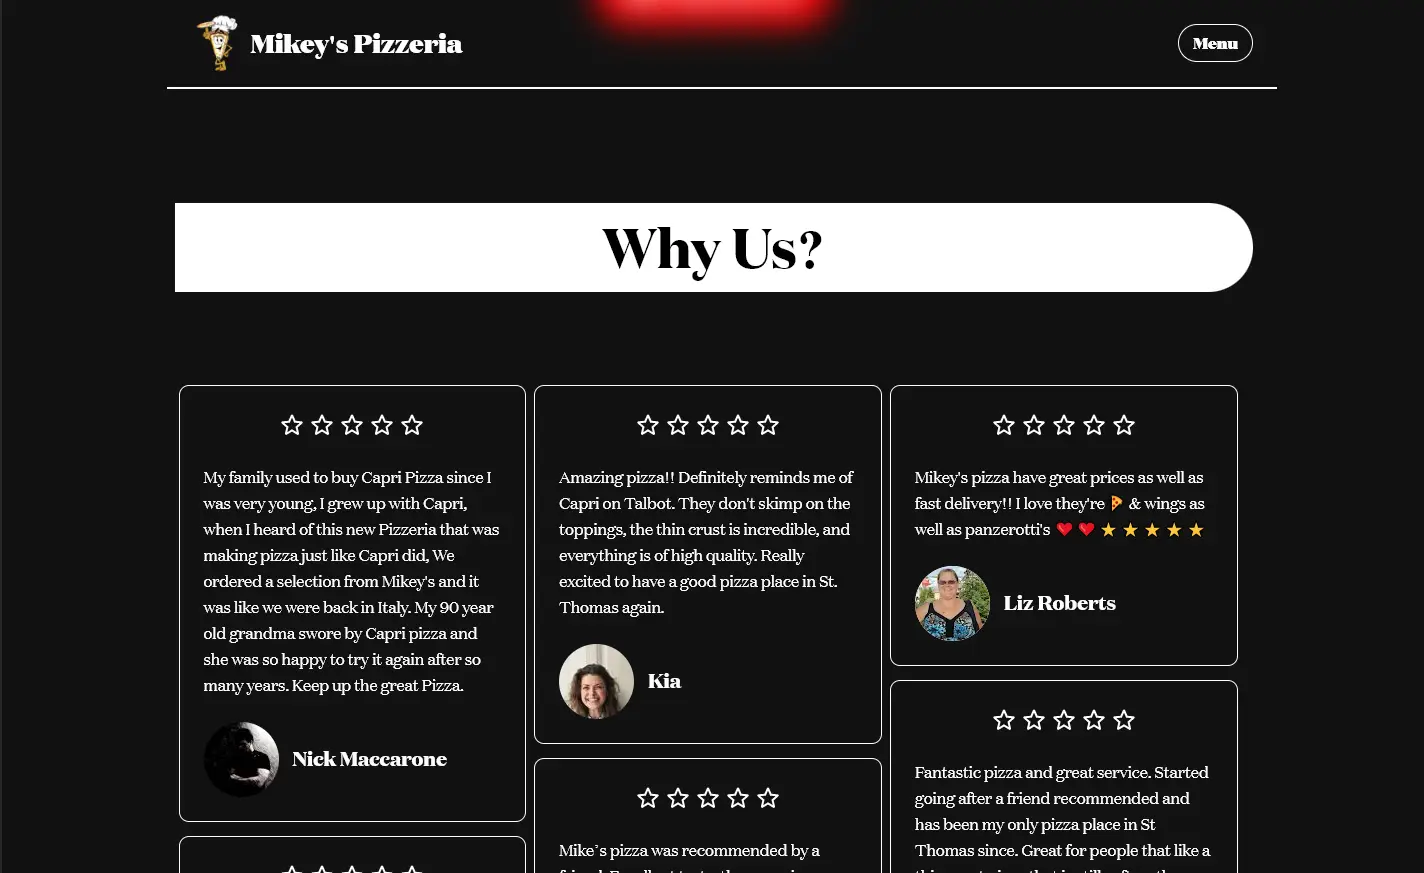 Mikey's Pizzeria
Menu
Why Us?
My family used to buy Capri Pizza since I
was very young, I grew up with Capri,
when I heard of this new Pizzeria that was
making pizza just like Capri did, We
ordered a selection from Mikey's and it
was like we were back in Italy. My 90 year
old grandma swore by Capri pizza and
she was so happy to try it again after so
many years. Keep up the great Pizza.
Nick Maccarone
Amazing pizza!! Definitely reminds me of
Capri on Talbot. They don't skimp on the
toppings, the thin crust is incredible, and
everything is of high quality. Really
excited to have a good pizza place in St.
Thomas again.
Kia
Mike's pizza was recommended by a
Mikey's pizza have great prices as well as
fast delivery!! I love they're 🍕 & wings as
well as panzerotti's ❤️ ❤️ ⭐ ⭐ ⭐ ⭐ ⭐
Liz Roberts
Fantastic pizza and great service. Started
going after a friend recommended and
has been my only pizza place in St
Thomas since. Great for people that like a